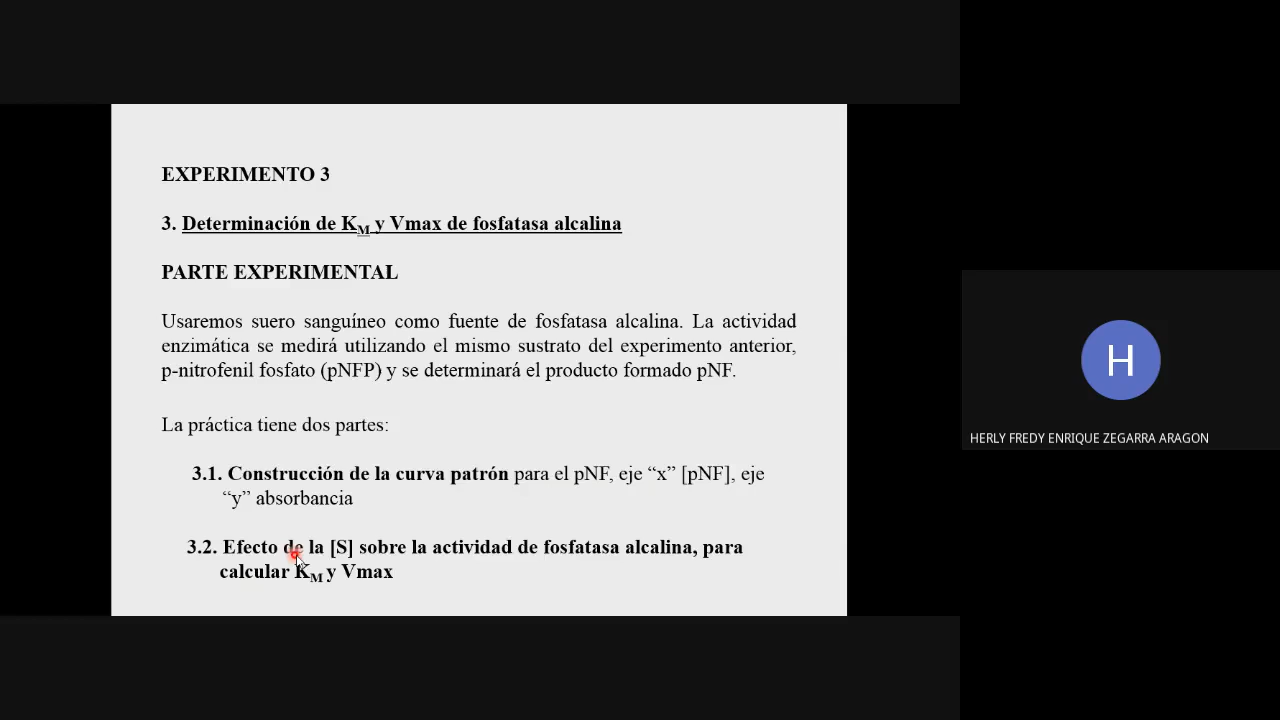 EXPERIMENTO 3
3. Determinación de KM y Vmax de fosfatasa alcalina
PARTE EXPERIMENTAL
Usaremos suero sanguíneo como fuente de fosfatasa alcalina. La actividad
enzimática se medirá utilizando el mismo sustrato del experimento anterior,
p-nitrofenil fosfato (pNFP) y se determinará el producto formado pNF.
La práctica tiene dos partes:
3.1. Construcción de la curva patrón para el pNF, eje “x” [pNF], eje
“y” absorbancia
3.2. Efecto de la [S] sobre la actividad de fosfatasa alcalina, para
calcular KM y Vmax
H
HERLY FREDY ENRIQUE ZEGARRA ARAGON